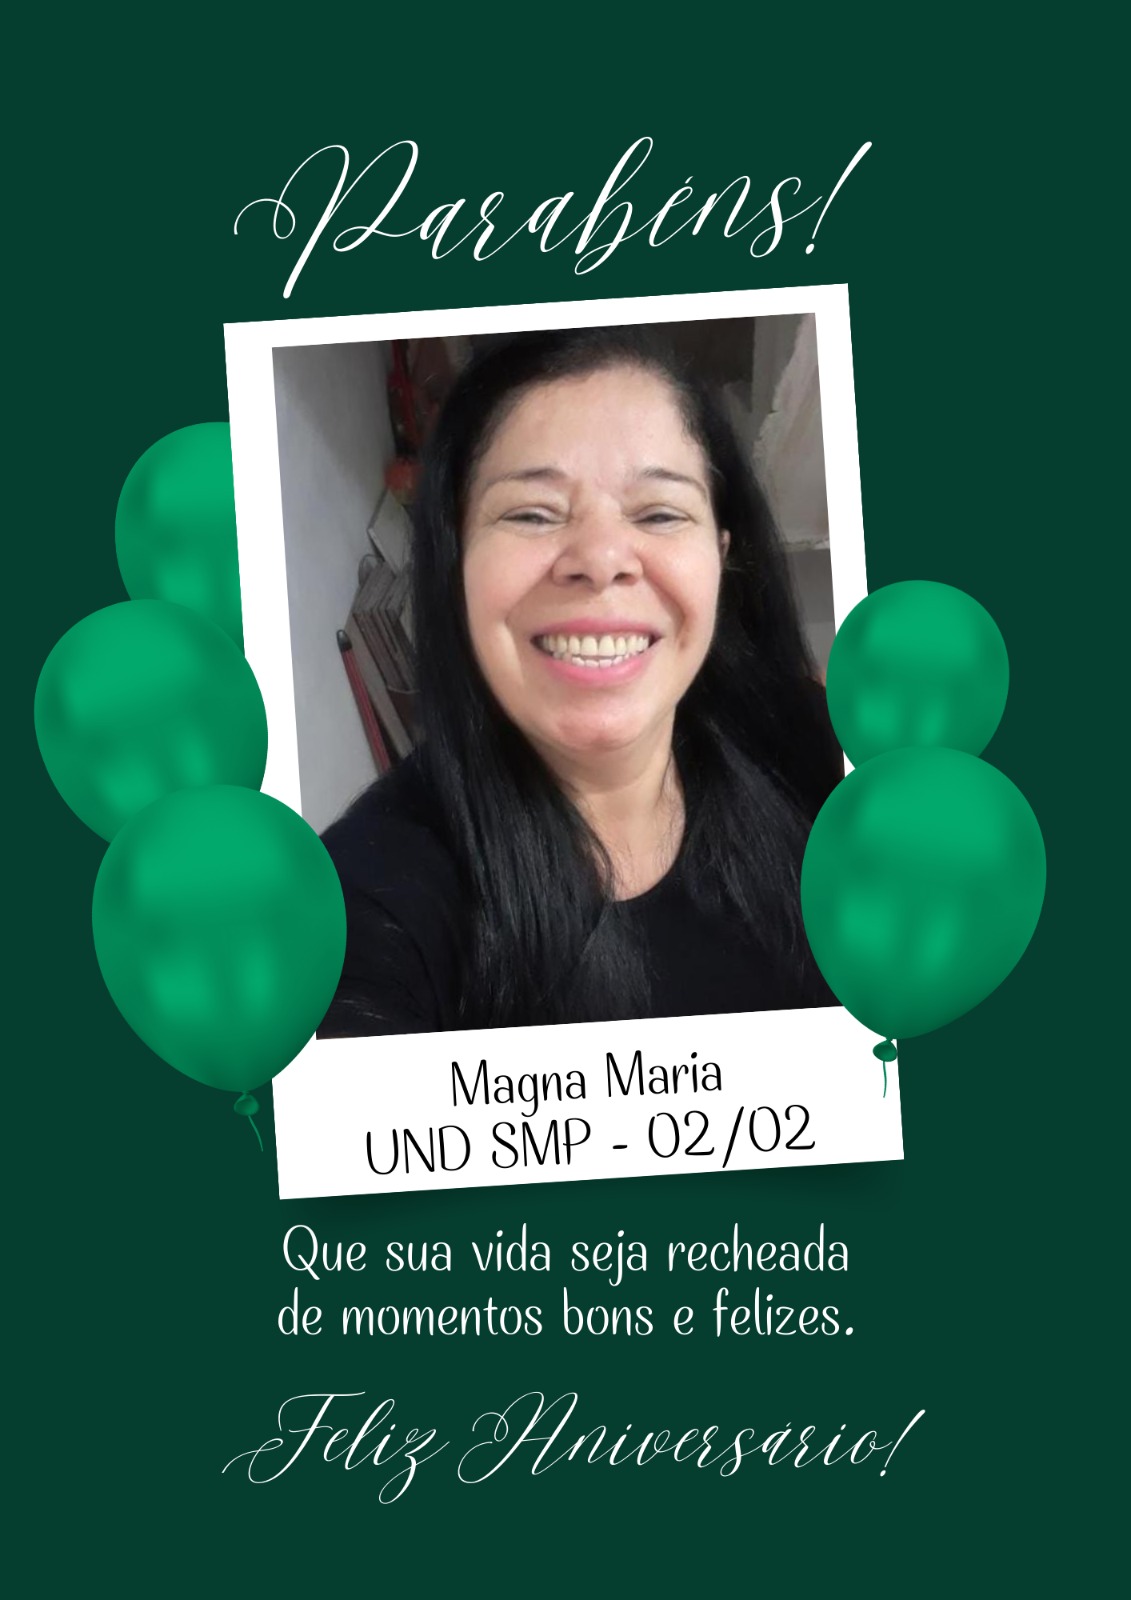 Parabéns!
Magna Maria
UND SMP - 02/02
Que sua vida seja recheada
de momentos bons e felizes.
Feliz Aniversário!